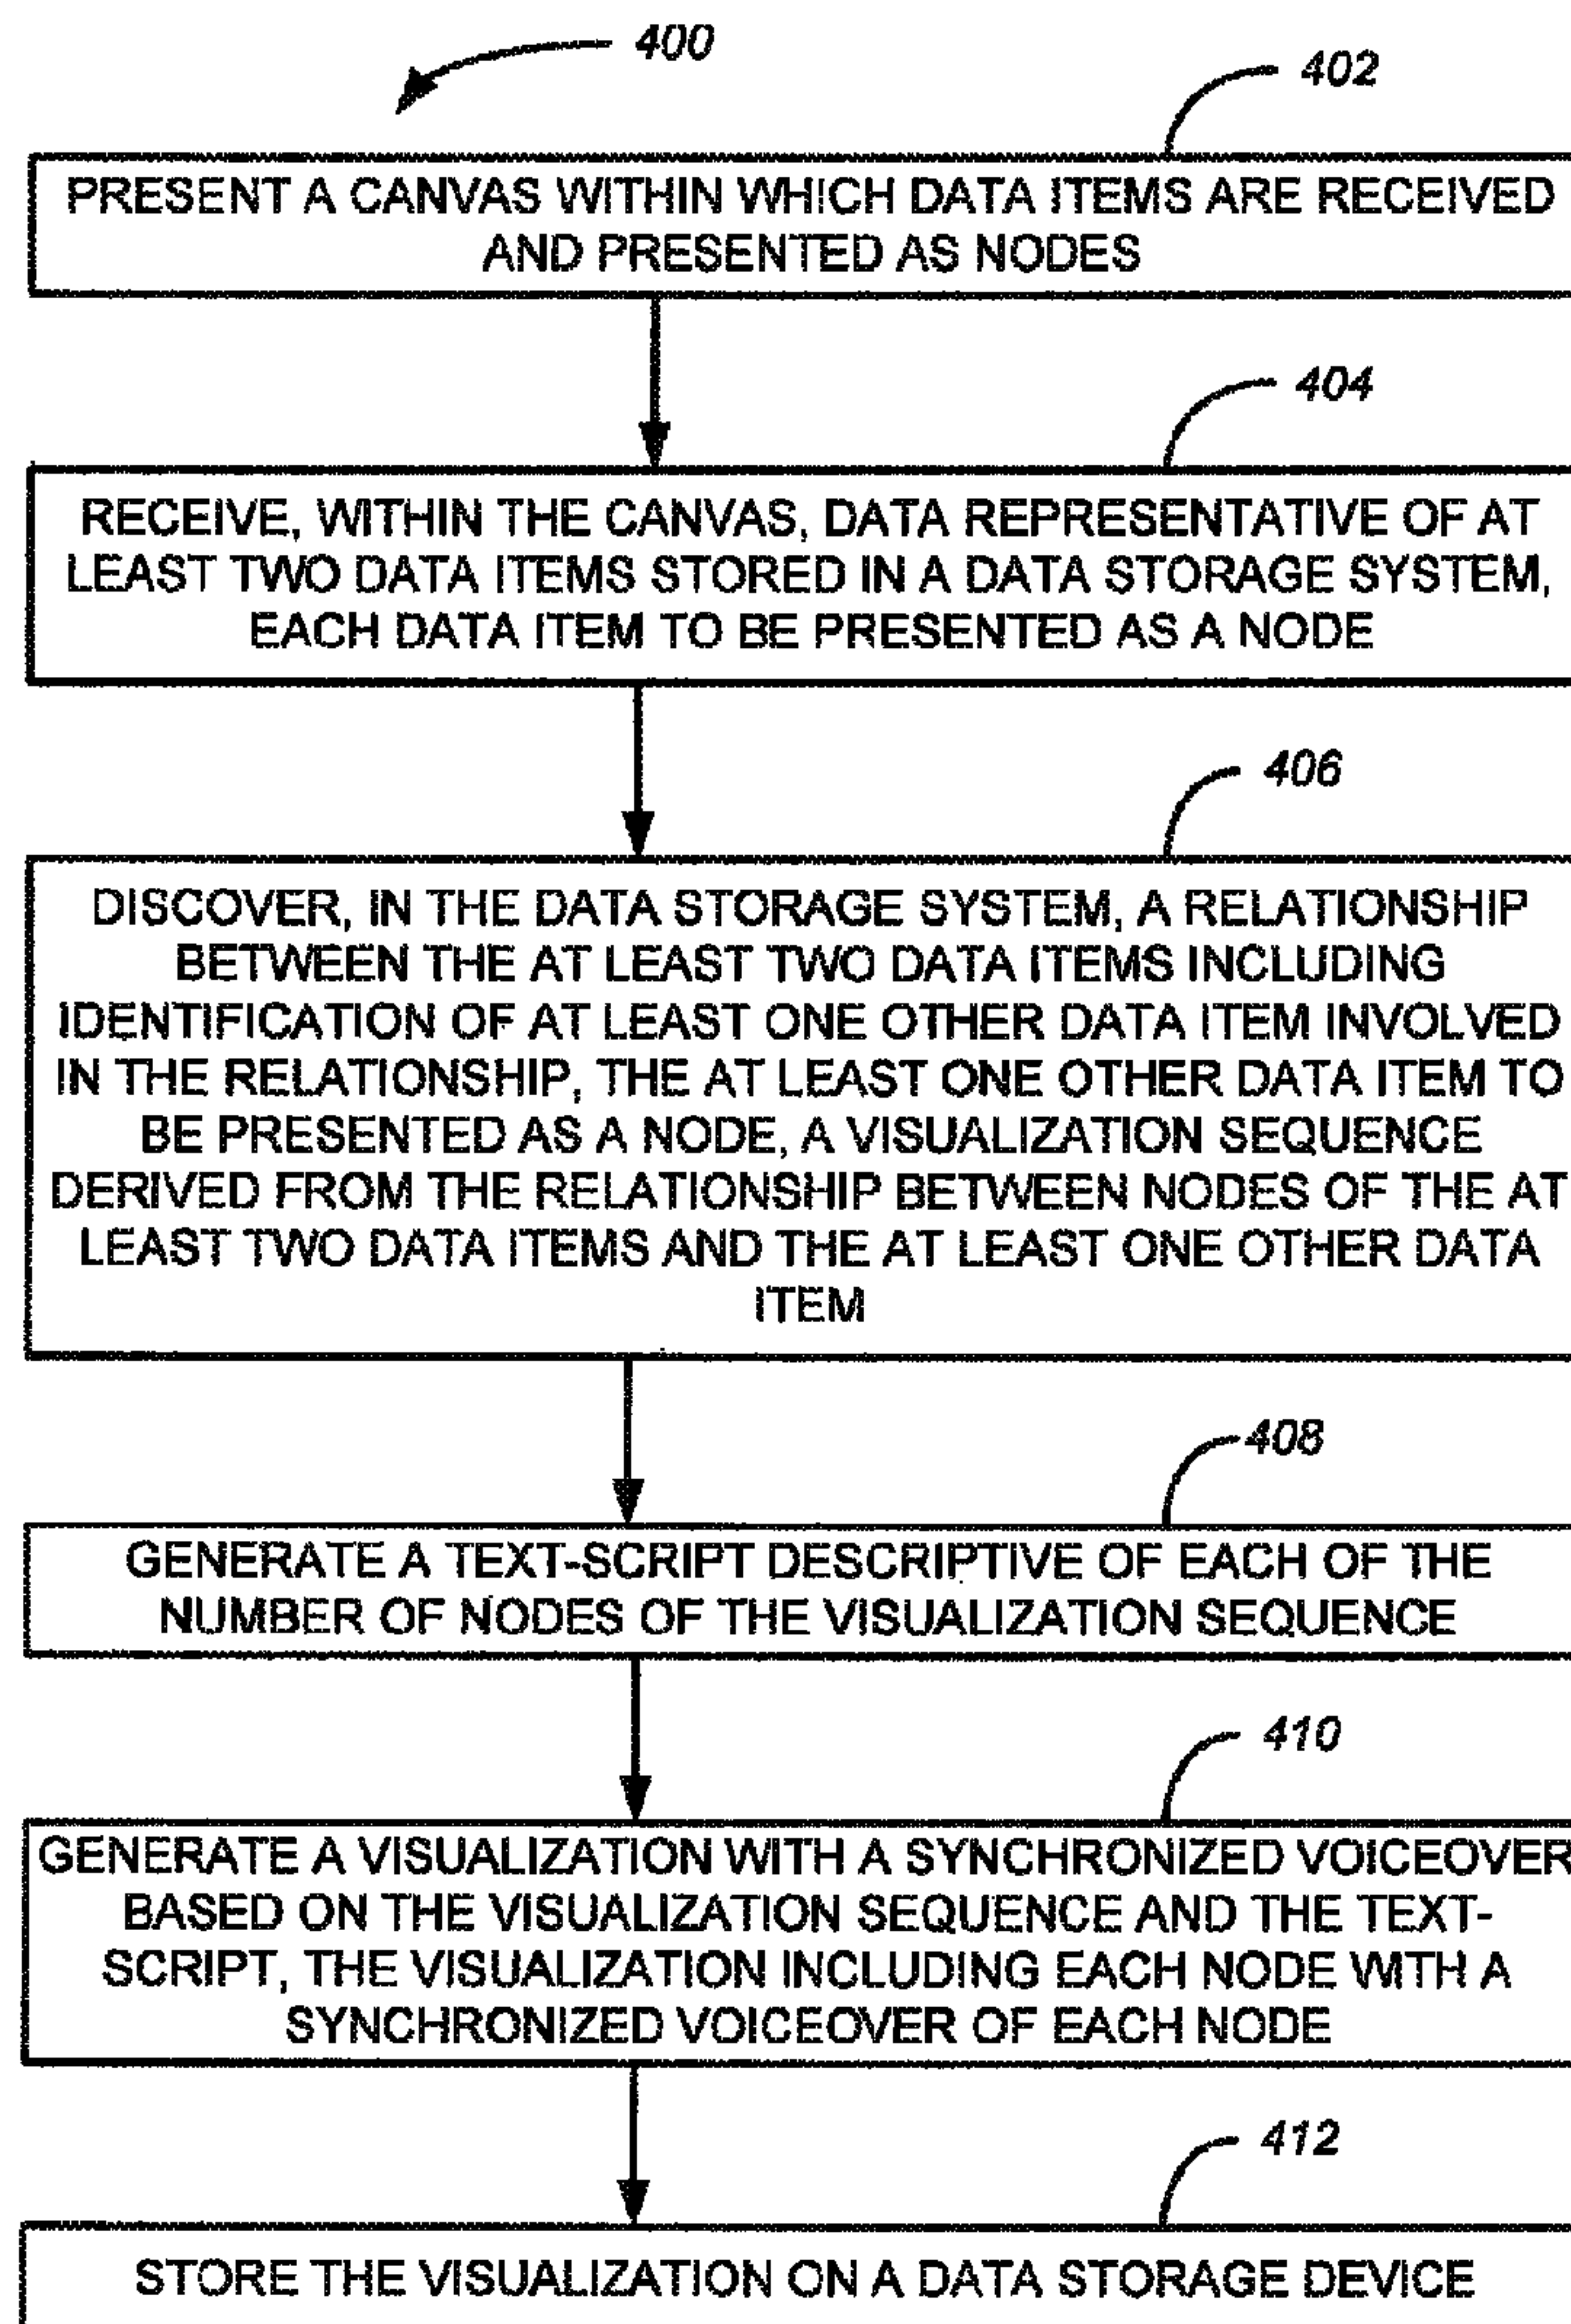 400
402
PRESENT A CANVAS WITHIN WHICH DATA ITEMS ARE RECEIVED
AND PRESENTED AS NODES
404
RECEIVE, WITHIN THE CANVAS, DATA REPRESENTATIVE OF AT
LEAST TWO DATA ITEMS STORED IN A DATA STORAGE SYSTEM,
EACH DATA ITEM TO BE PRESENTED AS A NODE
406
DISCOVER, IN THE DATA STORAGE SYSTEM, A RELATIONSHIP
BETWEEN THE AT LEAST TWO DATA ITEMS INCLUDING
IDENTIFICATION OF AT LEAST ONE OTHER DATA ITEM INVOLVED
IN THE RELATIONSHIP, THE AT LEAST ONE OTHER DATA ITEM TO
BE PRESENTED AS A NODE, A VISUALIZATION SEQUENCE
DERIVED FROM THE RELATIONSHIP BETWEEN NODES OF THE AT
LEAST TWO DATA ITEMS AND THE AT LEAST ONE OTHER DATA
ITEM
408
GENERATE A TEXT-SCRIPT DESCRIPTIVE OF EACH OF THE
NUMBER OF NODES OF THE VISUALIZATION SEQUENCE
410
GENERATE A VISUALIZATION WITH A SYNCHRONIZED VOICEOVER
BASED ON THE VISUALIZATION SEQUENCE AND THE TEXT-
SCRIPT, THE VISUALIZATION INCLUDING EACH NODE WITH A
SYNCHRONIZED VOICEOVER OF EACH NODE
412
STORE THE VISUALIZATION ON A DATA STORAGE DEVICE